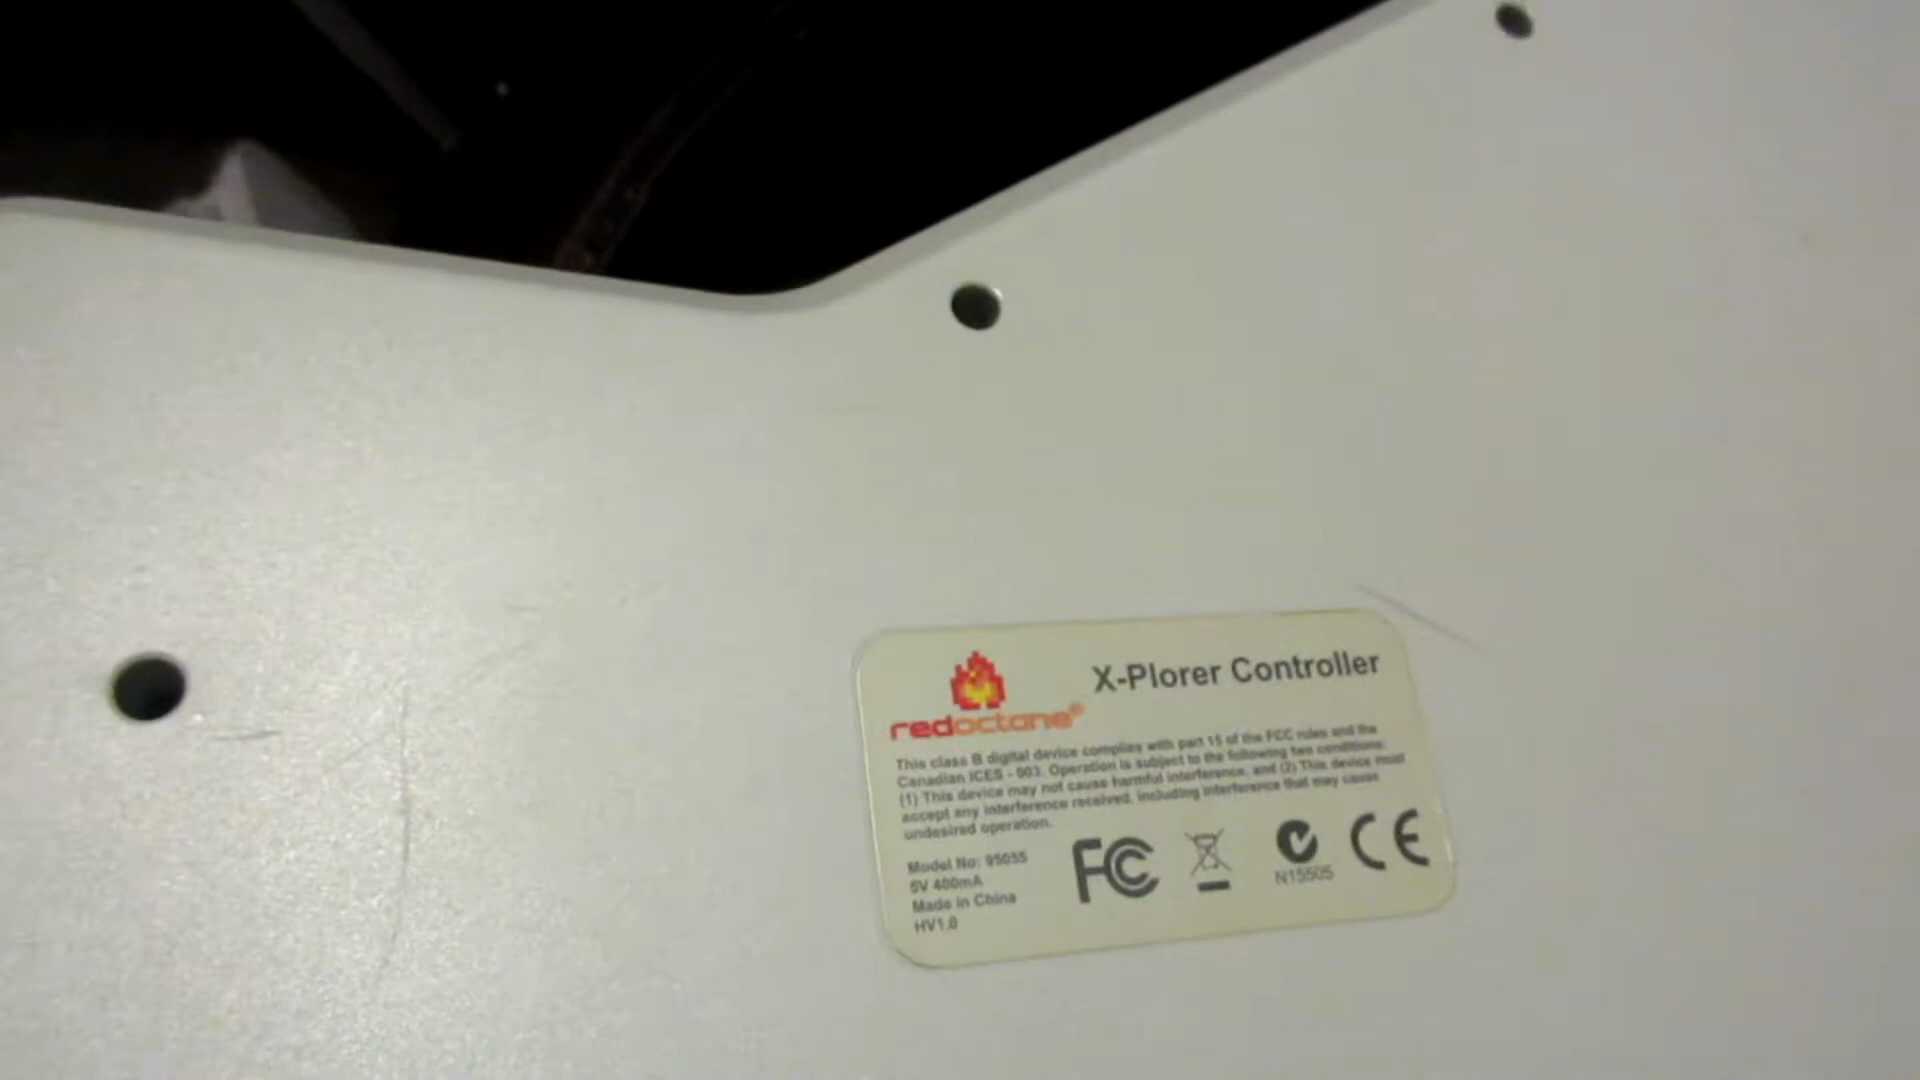 redoctane®
X-Plorer Controller
This class B digital device complies with part 15 of the FCC rules and the
Canadian ICES - 003. Operation is subject to the following two conditions:
(1) This device may not cause harmful interference, and (2) This device must
accept any interference received, including interference that may cause
undesired operation.
Model No: 95055
5V 400mA
Made in China
HV1.0
FC
N15505
CE